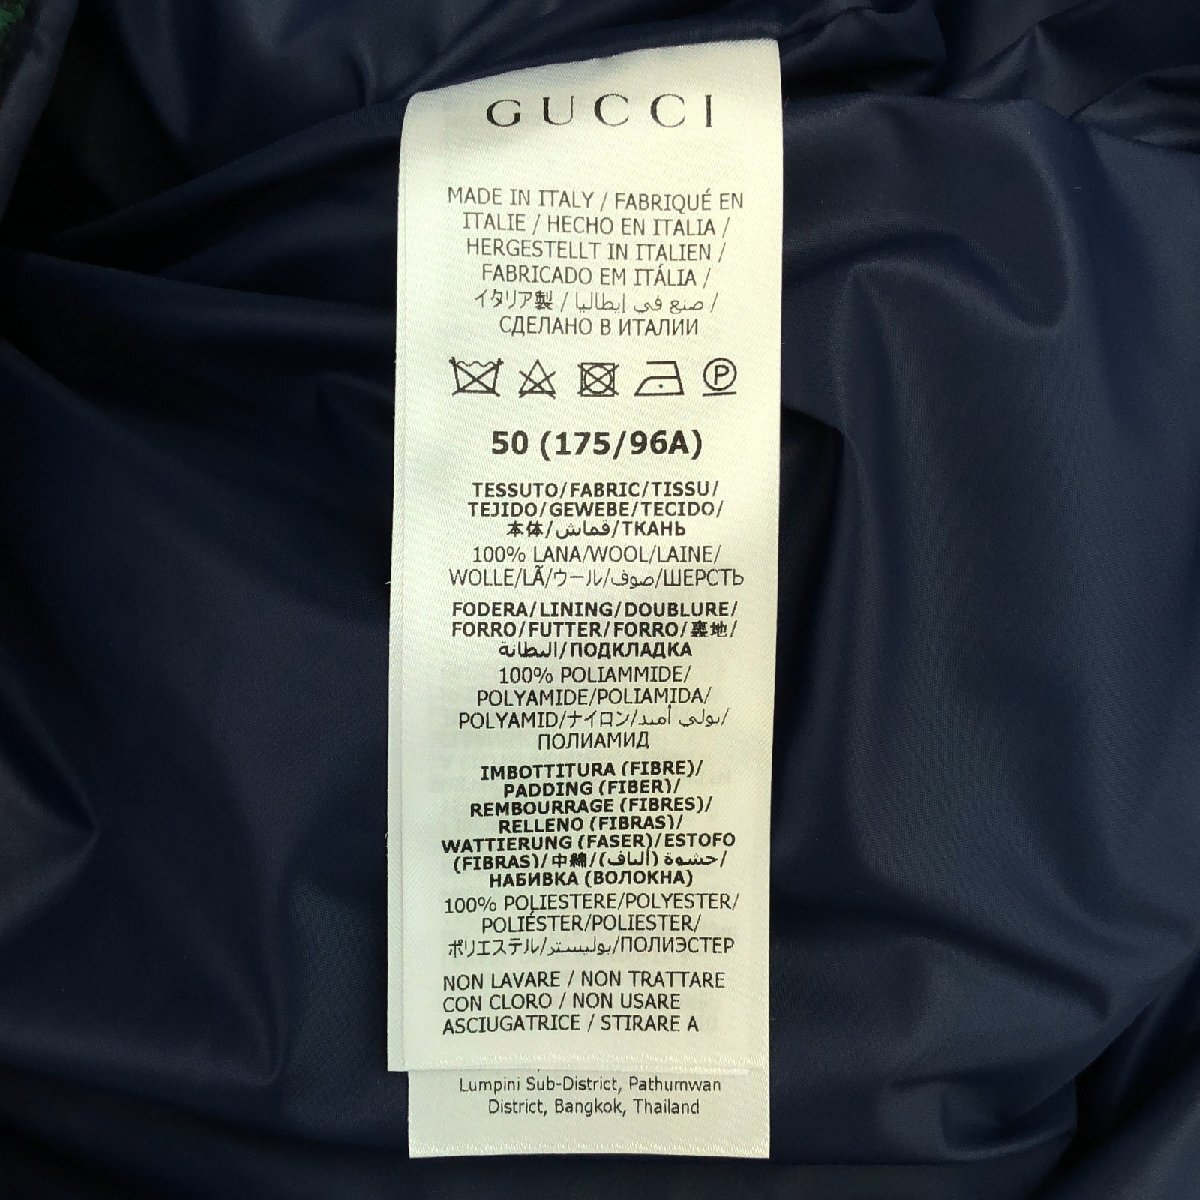 GUCCI
MADE IN ITALY / FABRIQUÉ EN
ITALIE / HECHO EN ITALIA /
HERGESTELLT IN ITALIEN /
FABRICADO EM ITÁLIA /
イタリア製 / صنع في إيطاليا /
СДЕЛАНО В ИТАЛИИ
P
50 (175/96A)
TESSUTO/FABRIC/TISSU/
TEJIDO/GEWEBE/TECIDO/
本体/قماش/ТКАНЬ
100% LANA/WOOL/LAINE/
WOLLE/LÃ/ウール/صوف/ШЕРСТЬ
FODERA/LINING/DOUBLURE/
FORRO/FUTTER/FORRO/裏地/
البطانة/ПОДКЛАДКА
100% POLIAMMIDE/
POLYAMIDE/POLIAMIDA/
POLYAMID/ナイロン/بولي أميد/
ПОЛИАМИД
IMBOTTITURA (FIBRE)/
PADDING (FIBER)/
REMBOURRAGE (FIBRES)/
RELLENO (FIBRAS)/
WATTIERUNG (FASER)/ESTOFO
(FIBRAS)/中綿/حشوة (ألياف)/
НАБИВКА (ВОЛОКНА)
100% POLIESTERE/POLYESTER/
POLIÉSTER/POLIESTER/
ポリエステル/بوليستر/ПОЛИЭСТЕР
NON LAVARE / NON TRATTARE
CON CLORO / NON USARE
ASCIUGATRICE / STIRARE A
Lumpini Sub-District, Pathumwan
District, Bangkok, Thailand